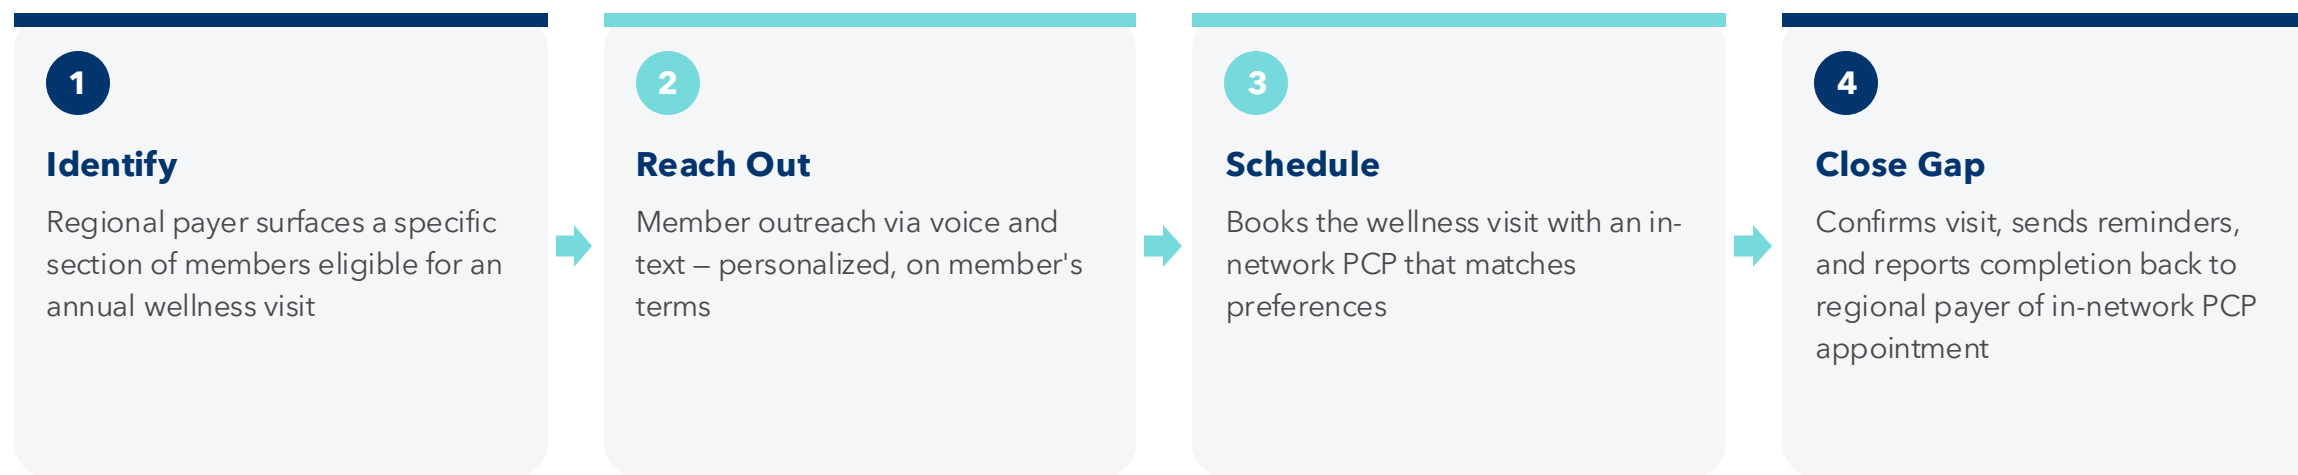 1
Identify
Regional payer surfaces a specific
section of members eligible for an
annual wellness visit
2
Reach Out
Member outreach via voice and
text – personalized, on member's
terms
3
Schedule
Books the wellness visit with an in-
network PCP that matches
preferences
4
Close Gap
Confirms visit, sends reminders,
and reports completion back to
regional payer of in-network PCP
appointment